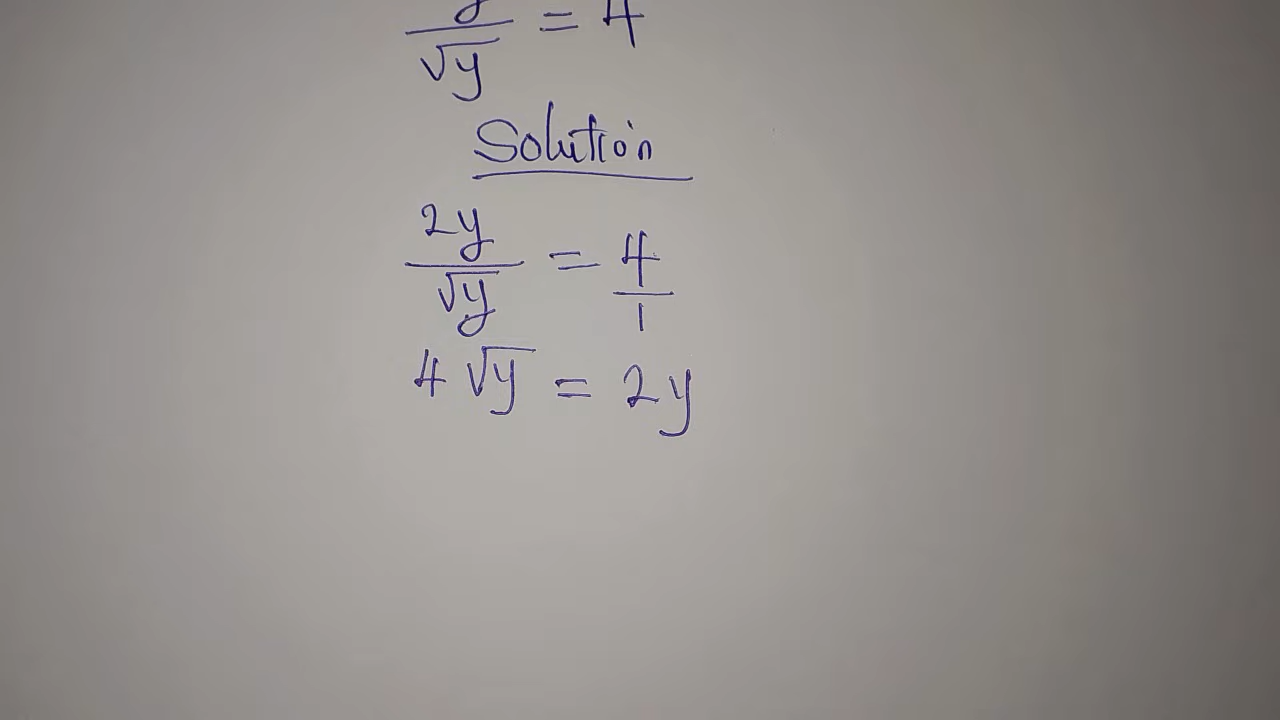 y/√y = 4
Solution
2y/√y = 4/1
4√y = 2y